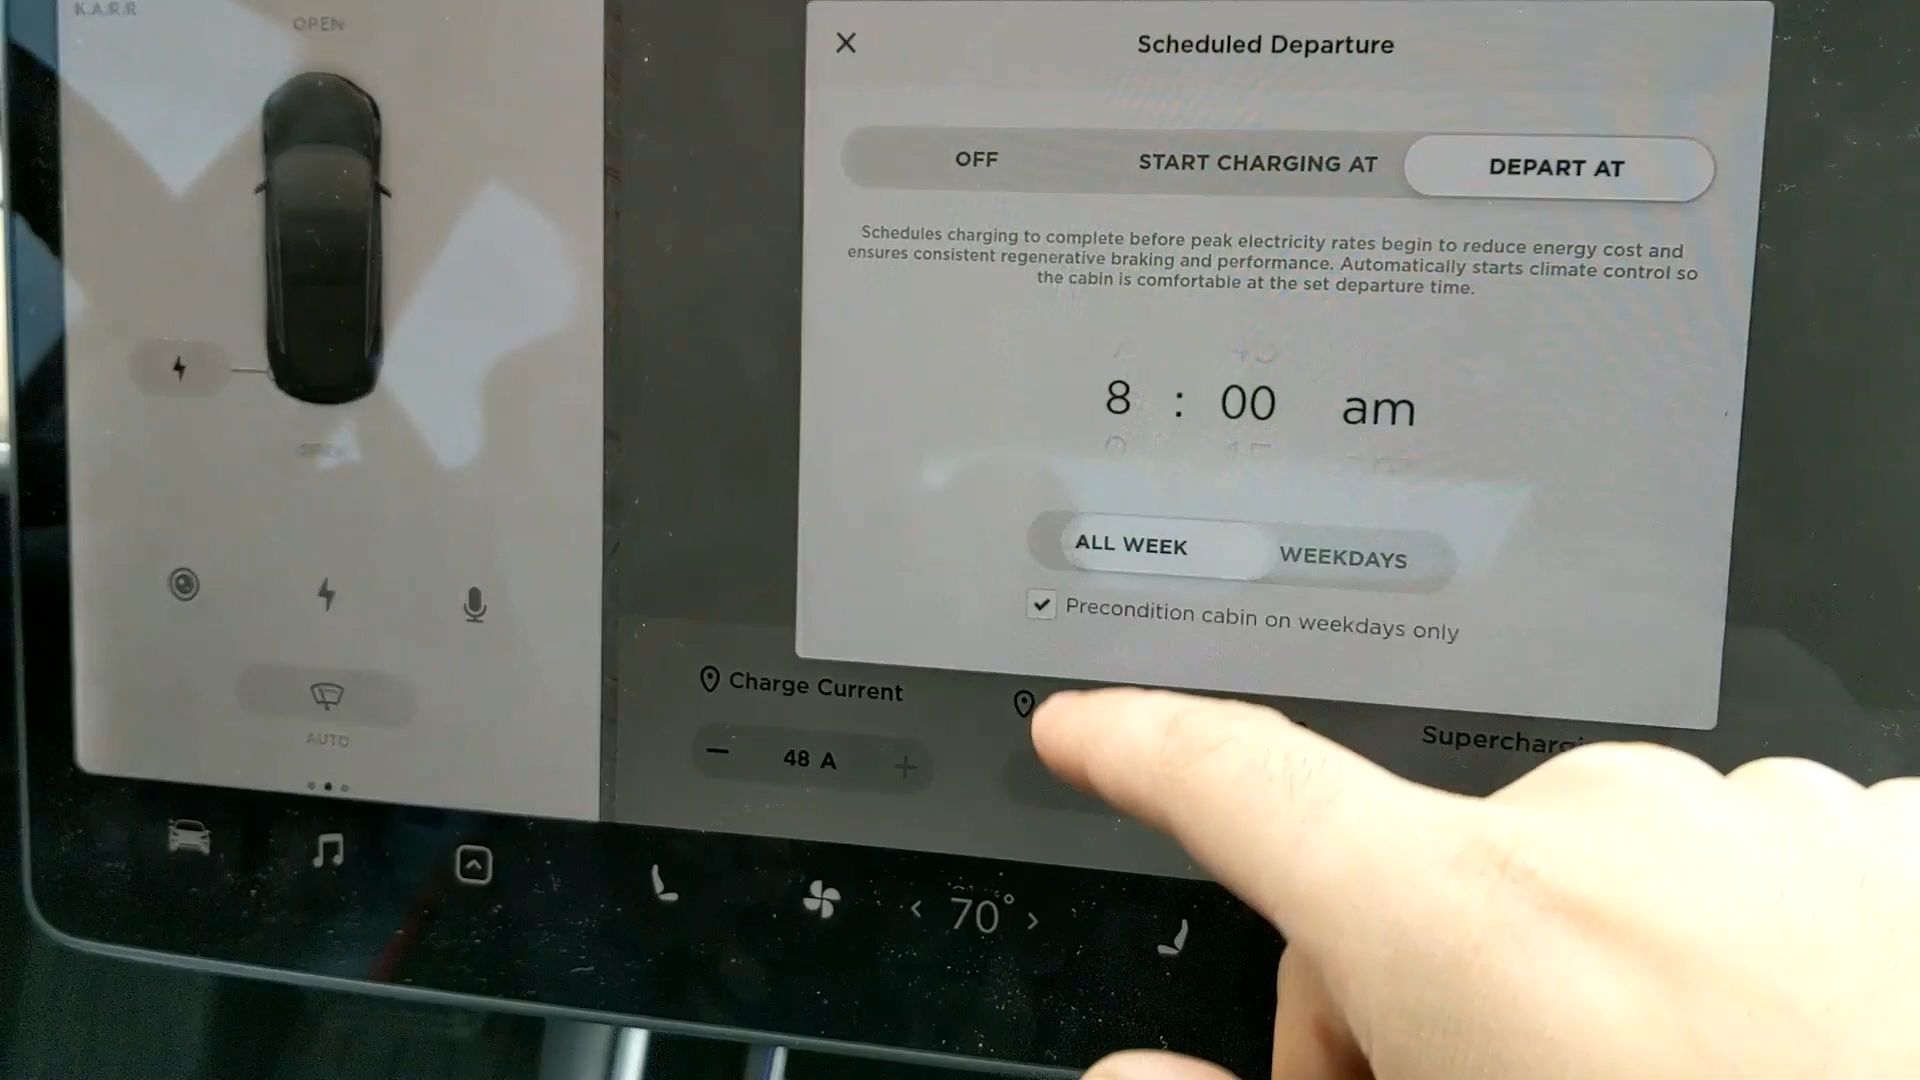 K.A.R.R
OPEN
Scheduled Departure
OFF
START CHARGING AT
DEPART AT
Schedules charging to complete before peak electricity rates begin to reduce energy cost and
ensures consistent regenerative braking and performance. Automatically starts climate control so
the cabin is comfortable at the set departure time.
8 : 00 am
ALL WEEK
WEEKDAYS
Precondition cabin on weekdays only
Charge Current
48 A
AUTO
70°